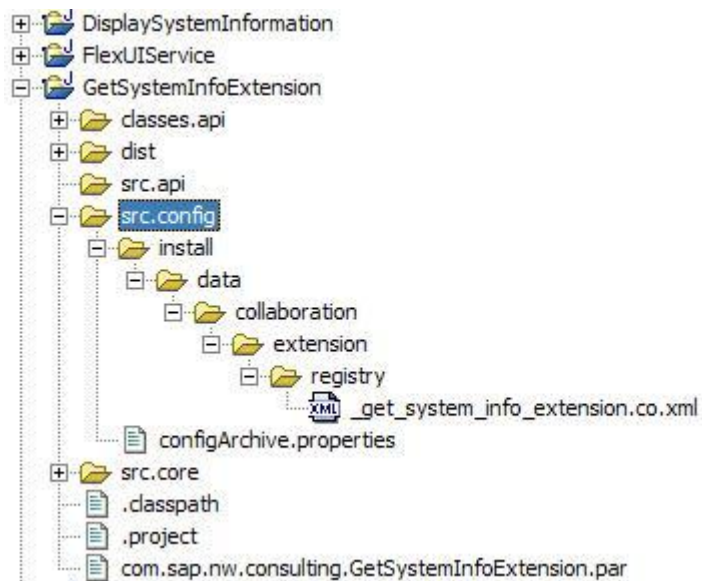 DisplaySystemInformation
FlexUIService
GetSystemInfoExtension
classes.api
dist
src.api
src.config
install
data
collaboration
extension
registry
XML _get_system_info_extension.co.xml
configArchive.properties
src.core
.classpath
.project
com.sap.nw.consulting.GetSystemInfoExtension.par